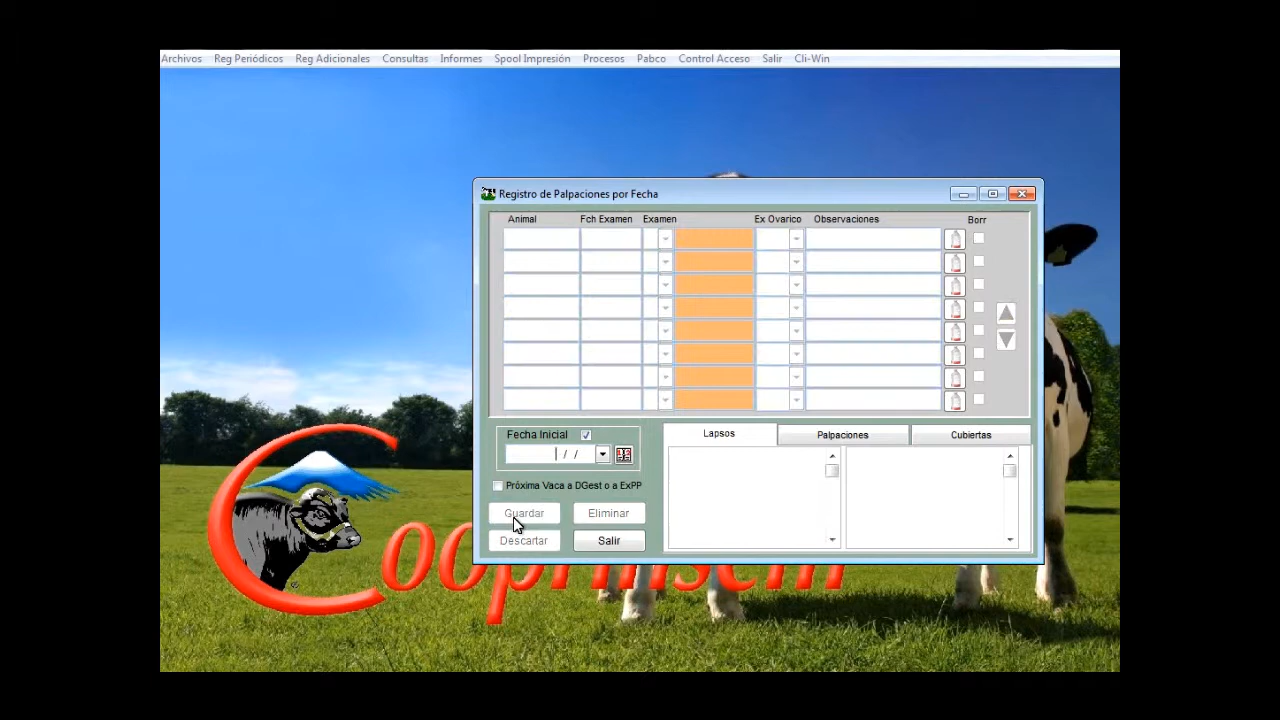 Archivos Reg Periódicos Reg Adicionales Consultas Informes Spool Impresión Procesos Pabco Control Acceso Salir Cli-Win
Registro de Palpaciones por Fecha
Animal Fch Examen Examen Ex Ovarico Observaciones Borr
Fecha Inicial
/ /
Próxima Vaca a DGest o a ExPP
Guardar Eliminar
Descartar Salir
Lapsos Palpaciones Cubiertas
Cooprinsem